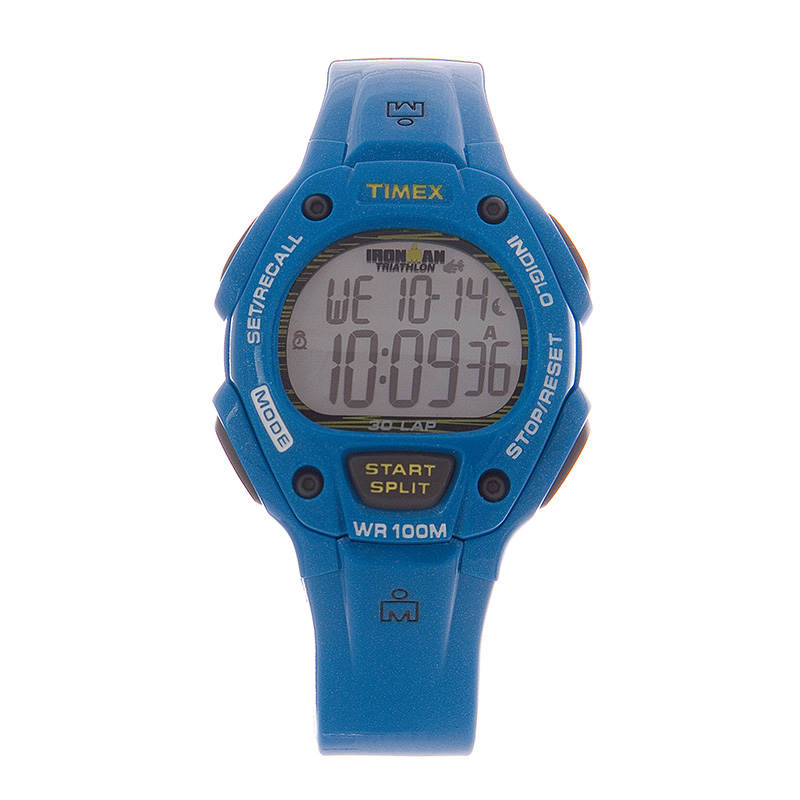 TIMEX
IRONMAN
TRIATHLON
SET/RECALL
INDIGLO
WE 10-14
A
10:09 36
MODE
STOP/RESET
30 LAP
START
SPLIT
WR 100M
M